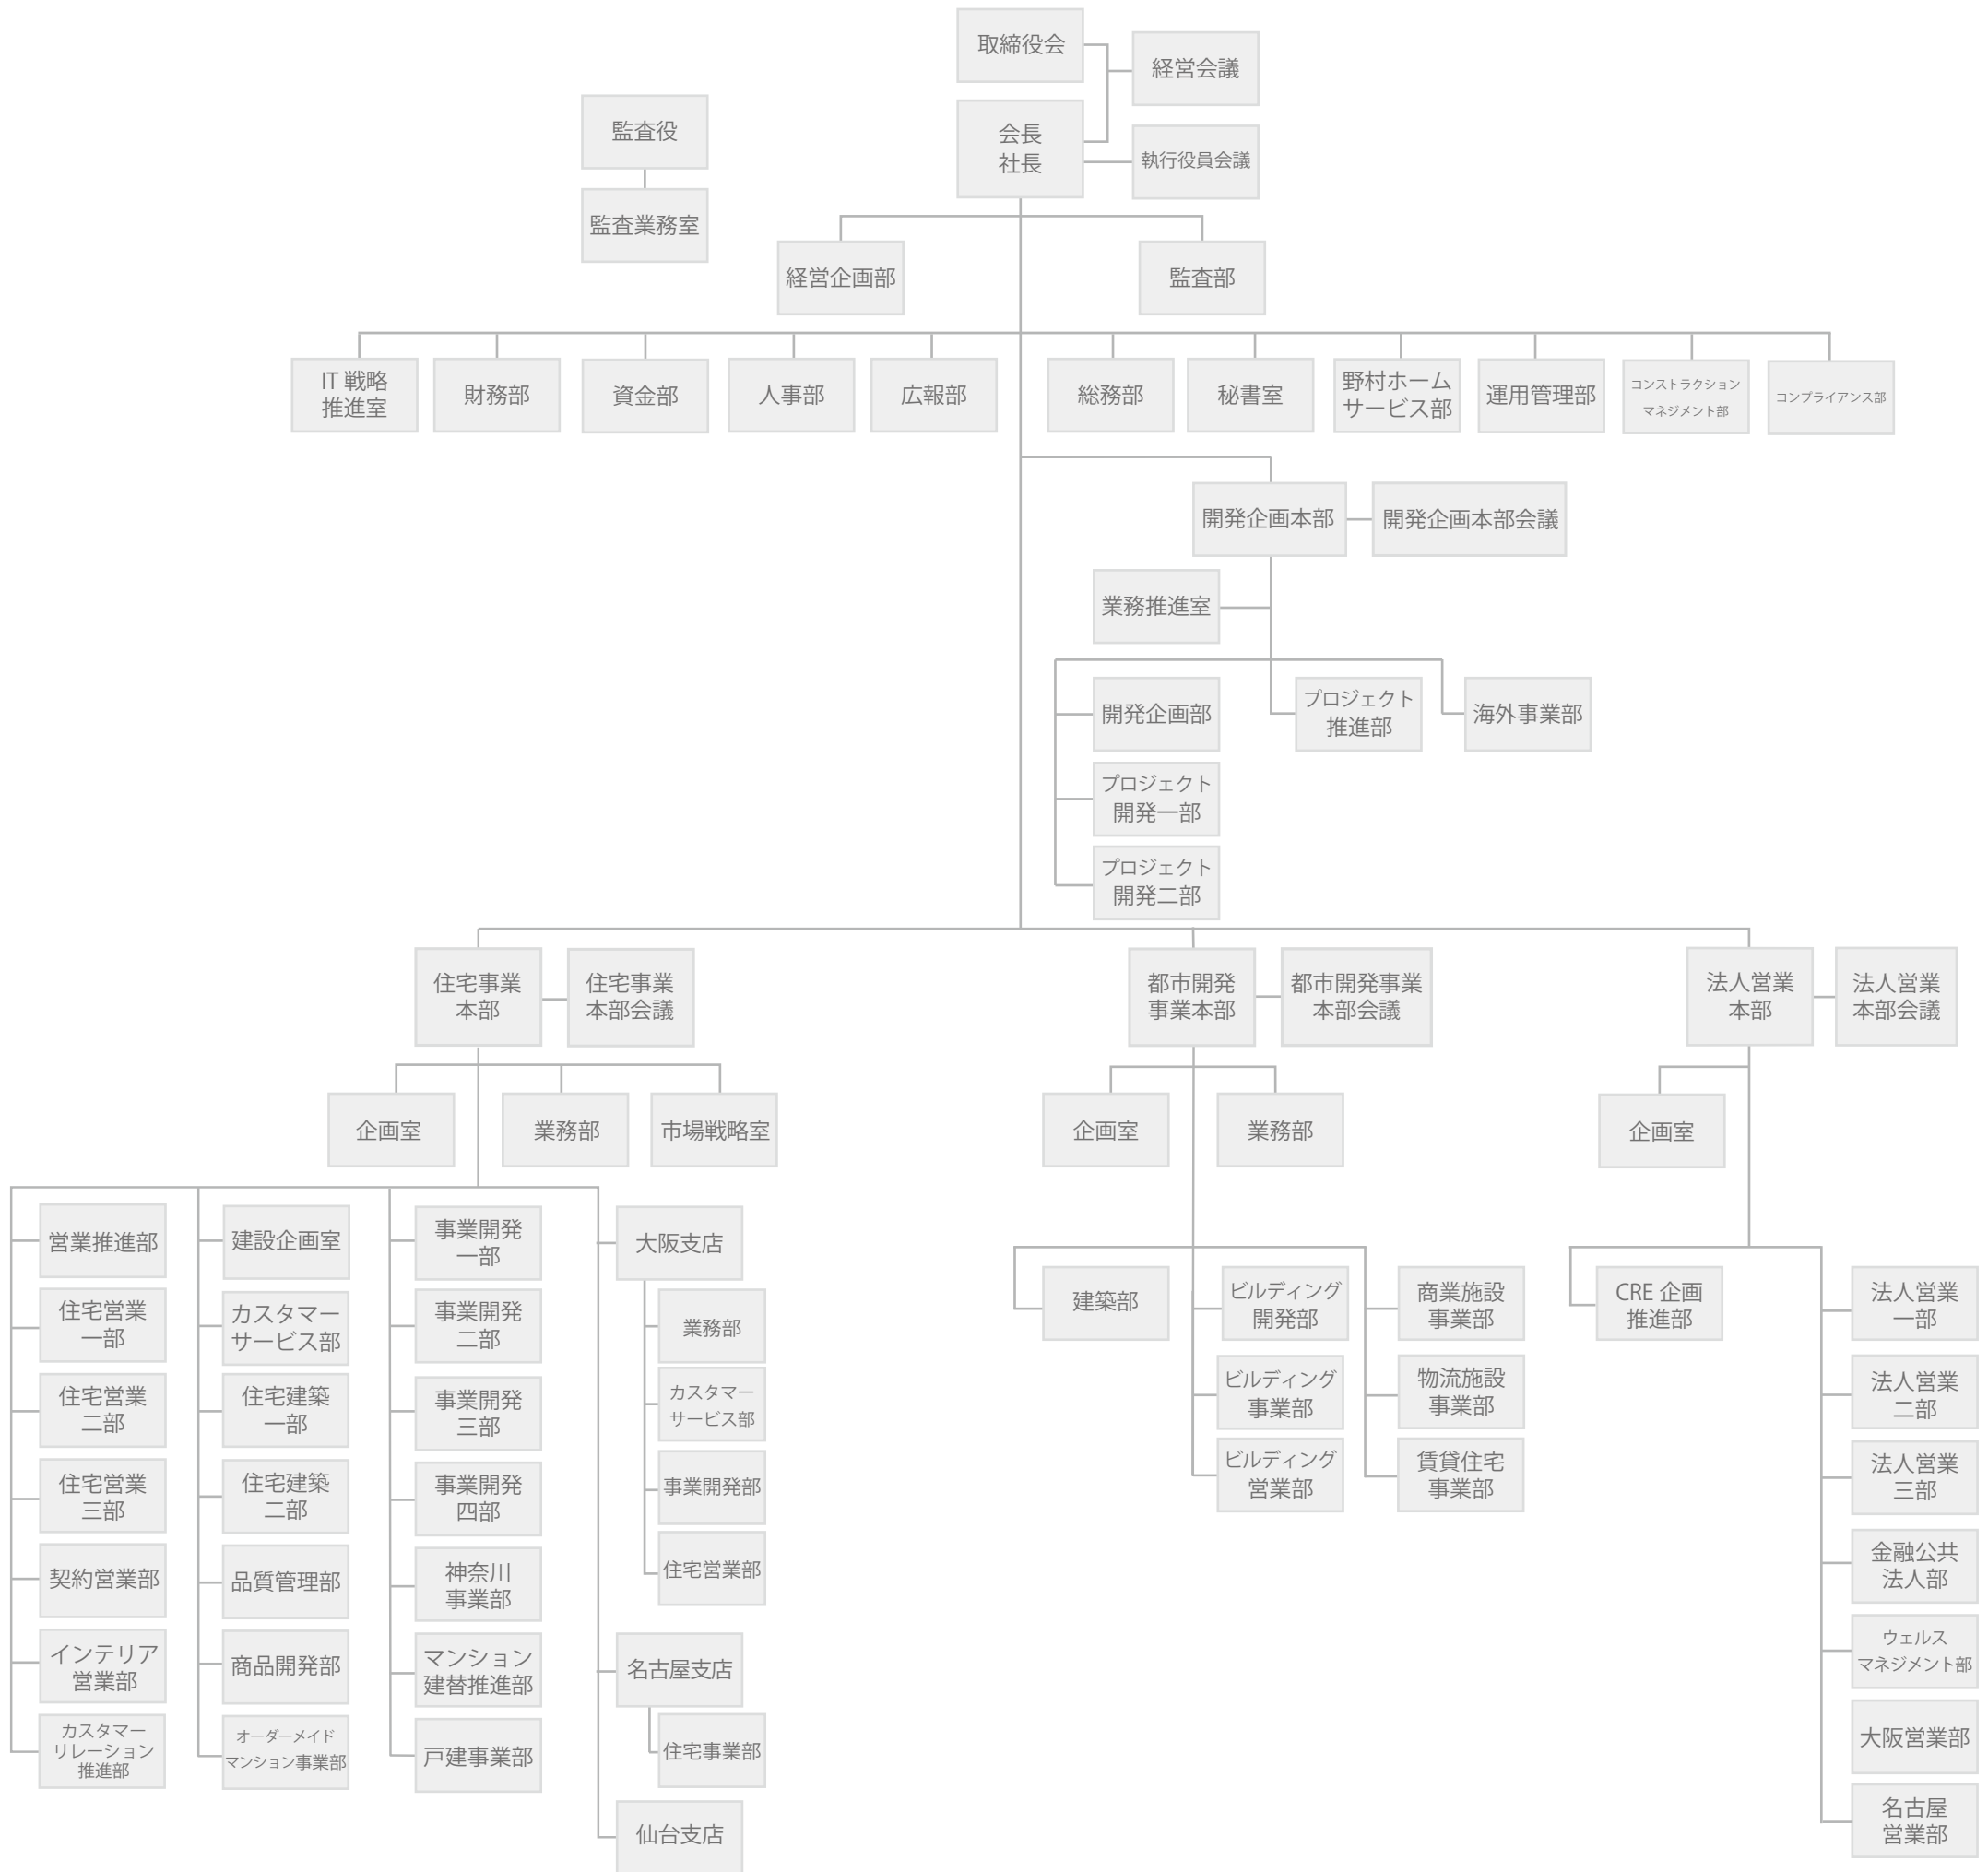 取締役会
経営会議
会長
社長
執行役員会議
監査役
監査業務室
経営企画部
監査部
IT 戦略
推進室
財務部
資金部
人事部
広報部
総務部
秘書室
野村ホーム
サービス部
運用管理部
コンストラクション
マネジメント部
コンプライアンス部
開発企画本部
開発企画本部会議
業務推進室
開発企画部
プロジェクト
推進部
海外事業部
プロジェクト
開発一部
プロジェクト
開発二部
住宅事業
本部
住宅事業
本部会議
都市開発
事業本部
都市開発事業
本部会議
法人営業
本部
法人営業
本部会議
企画室
業務部
市場戦略室
企画室
業務部
企画室
営業推進部
住宅営業
一部
住宅営業
二部
住宅営業
三部
契約営業部
インテリア
営業部
カスタマー
リレーション
推進部
建設企画室
カスタマー
サービス部
住宅建築
一部
住宅建築
二部
品質管理部
商品開発部
オーダーメイド
マンション事業部
事業開発
一部
事業開発
二部
事業開発
三部
事業開発
四部
神奈川
事業部
マンション
建替推進部
戸建事業部
大阪支店
業務部
カスタマー
サービス部
事業開発部
住宅営業部
名古屋支店
住宅事業部
仙台支店
建築部
ビルディング
開発部
ビルディング
事業部
ビルディング
営業部
商業施設
事業部
物流施設
事業部
賃貸住宅
事業部
CRE 企画
推進部
法人営業
一部
法人営業
二部
法人営業
三部
金融公共
法人部
ウェルス
マネジメント部
大阪営業部
名古屋
営業部